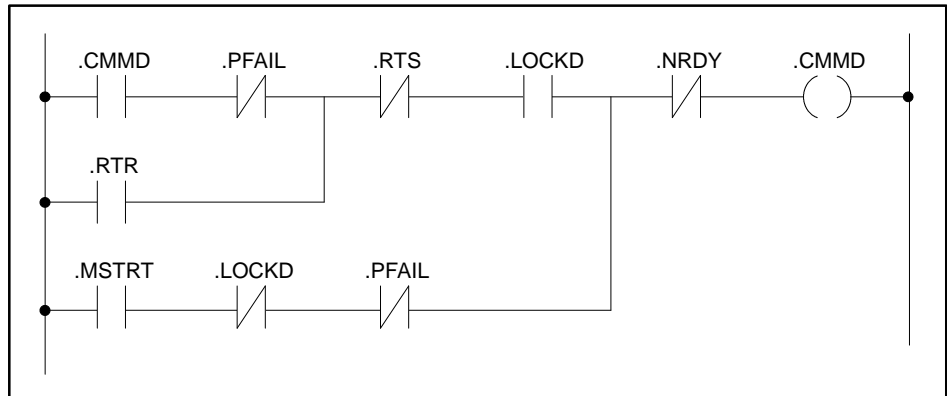 .CMMD .PFAIL .RTS .LOCKD .NRDY .CMMD
.RTR
.MSTRT .LOCKD .PFAIL